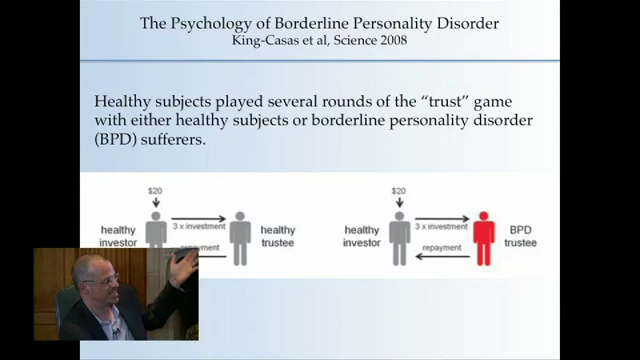 The Psychology of Borderline Personality Disorder
King-Casas et al, Science 2008
Healthy subjects played several rounds of the “trust” game
with either healthy subjects or borderline personality disorder
(BPD) sufferers.
$20
healthy
investor
3 x investment
repayment
healthy
trustee
$20
healthy
investor
3 x investment
repayment
BPD
trustee